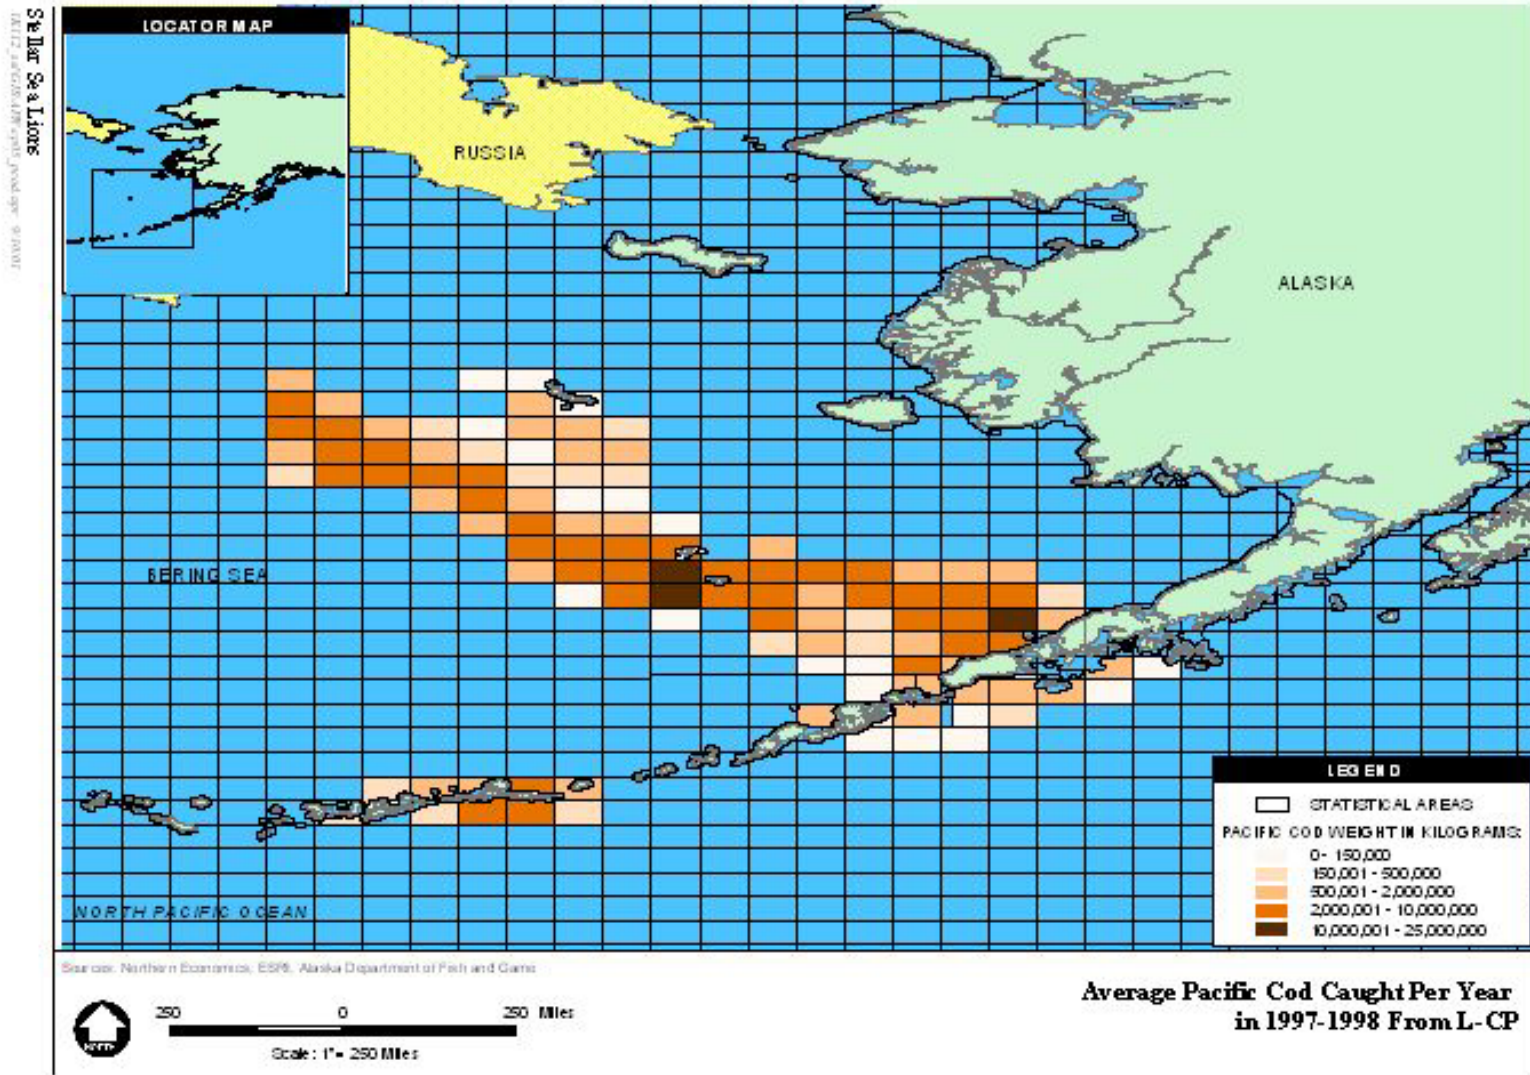 LOCATOR MAP
Stellar Sea Lions
RUSSIA
ALASKA
BERING SEA
NORTH PACIFIC OCEAN
LEGEND
STATISTICAL AREAS
PACIFIC COD WEIGHT IN KILOGRAMS:
0 - 150,000
150,001 - 500,000
500,001 - 2,000,000
2,000,001 - 10,000,000
10,000,001 - 25,000,000
Sources: Northern Economics, ESRI, Alaska Department of Fish and Game
250 0 250 Miles
Scale: 1"= 250 Miles
NORTH
Average Pacific Cod Caught Per Year
in 1997-1998 From L-CP